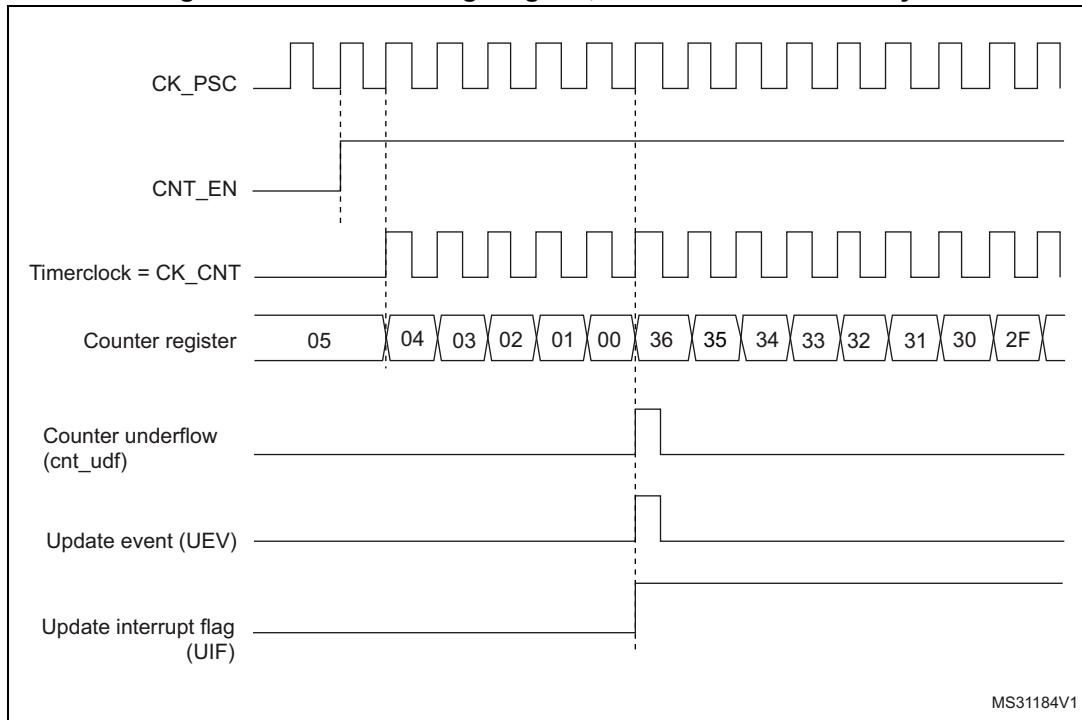 CK_PSC
CNT_EN
Timerclock = CK_CNT
Counter register 05 04 03 02 01 00 36 35 34 33 32 31 30 2F
Counter underflow
(cnt_udf)
Update event (UEV)
Update interrupt flag
(UIF)
MS31184V1